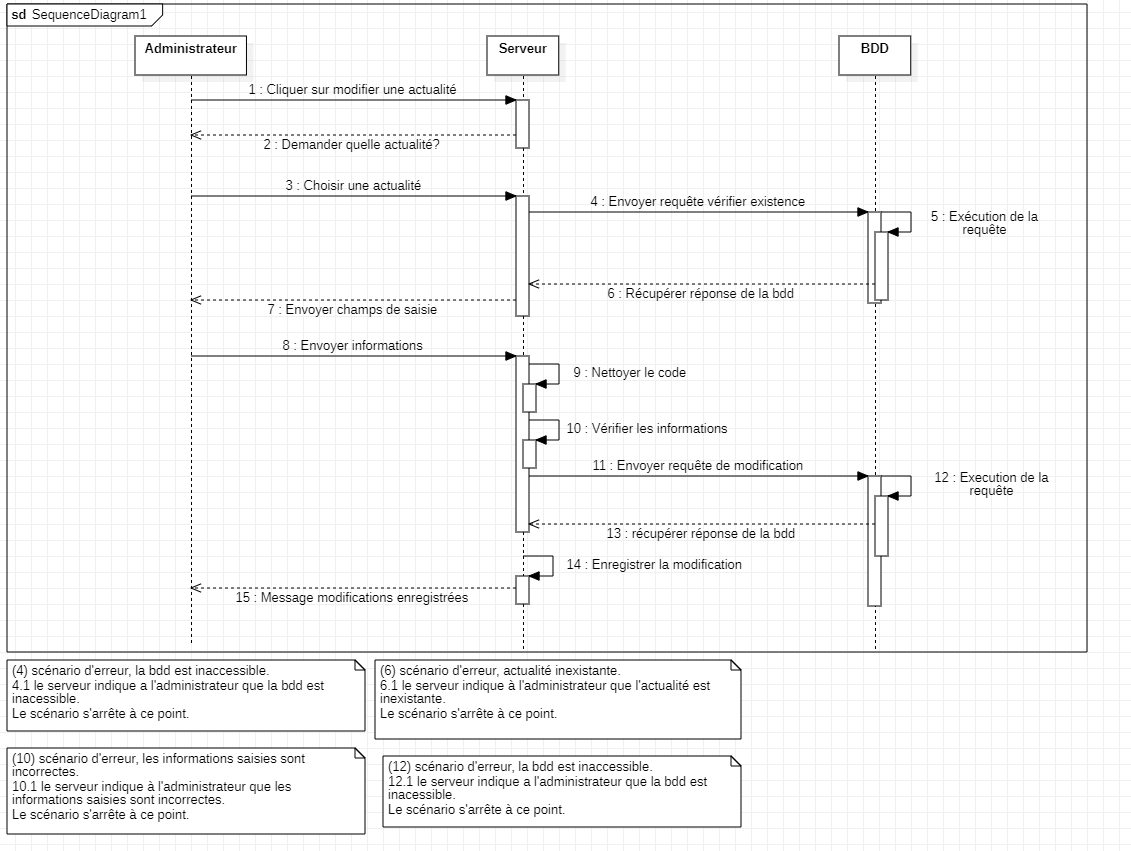 sd SequenceDiagram1
Administrateur
Serveur
BDD
1 : Cliquer sur modifier une actualité
2 : Demander quelle actualité?
3 : Choisir une actualité
4 : Envoyer requête vérifier existence
5 : Exécution de la
requête
6 : Récupérer réponse de la bdd
7 : Envoyer champs de saisie
8 : Envoyer informations
9 : Nettoyer le code
10 : Vérifier les informations
11 : Envoyer requête de modification
12 : Execution de la
requête
13 : récupérer réponse de la bdd
14 : Enregistrer la modification
15 : Message modifications enregistrées
(4) scénario d'erreur, la bdd est inaccessible.
4.1 le serveur indique a l'administrateur que la bdd est
inacessible.
Le scénario s'arrête à ce point.
(6) scénario d'erreur, actualité inexistante.
6.1 le serveur indique à l'administrateur que l'actualité est
inexistante.
Le scénario s'arrête à ce point.
(10) scénario d'erreur, les informations saisies sont
incorrectes.
10.1 le serveur indique à l'administrateur que les
informations saisies sont incorrectes.
Le scénario s'arrête à ce point.
(12) scénario d'erreur, la bdd est inaccessible.
12.1 le serveur indique a l'administrateur que la bdd est
inacessible.
Le scénario s'arrête à ce point.